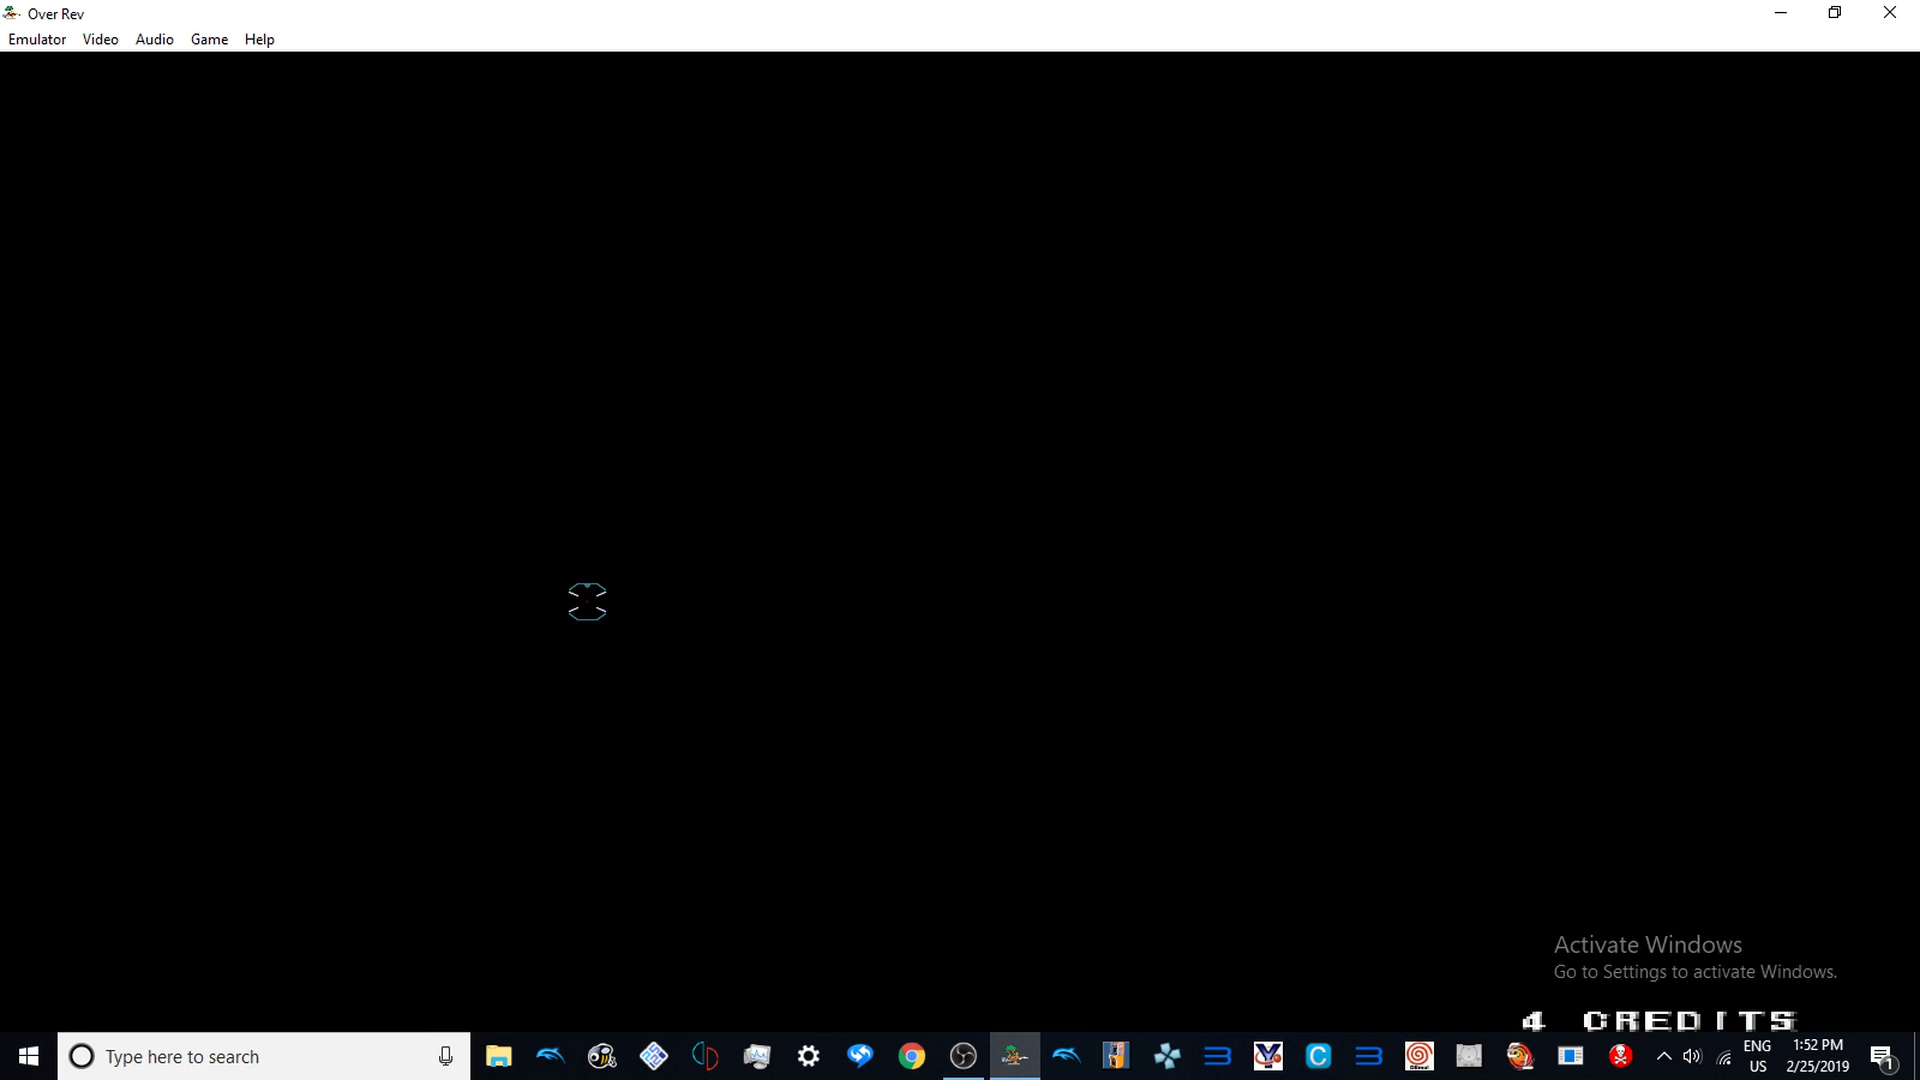 Over Rev
Emulator Video Audio Game Help
Activate Windows
Go to Settings to activate Windows.
4 CREDITS
Type here to search
ENG
US
1:52 PM
2/25/2019
1